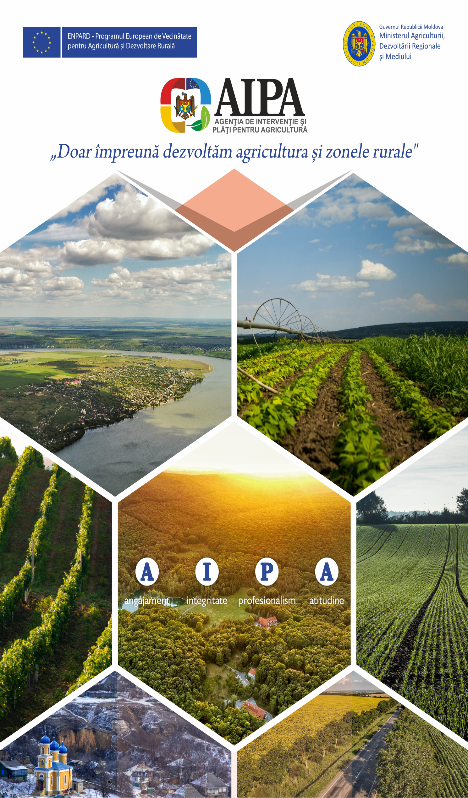 ENPARD - Programul European de Vecinătate
pentru Agricultură și Dezvoltare Rurală
Guvernul Republicii Moldova
Ministerul Agriculturii,
Dezvoltării Regionale
și Mediului
AIPA
AGENȚIA DE INTERVENȚIE ȘI
PLĂȚI PENTRU AGRICULTURĂ
„Doar împreună dezvoltăm agricultura și zonele rurale"
A I P A
angajament integritate profesionalism atitudine